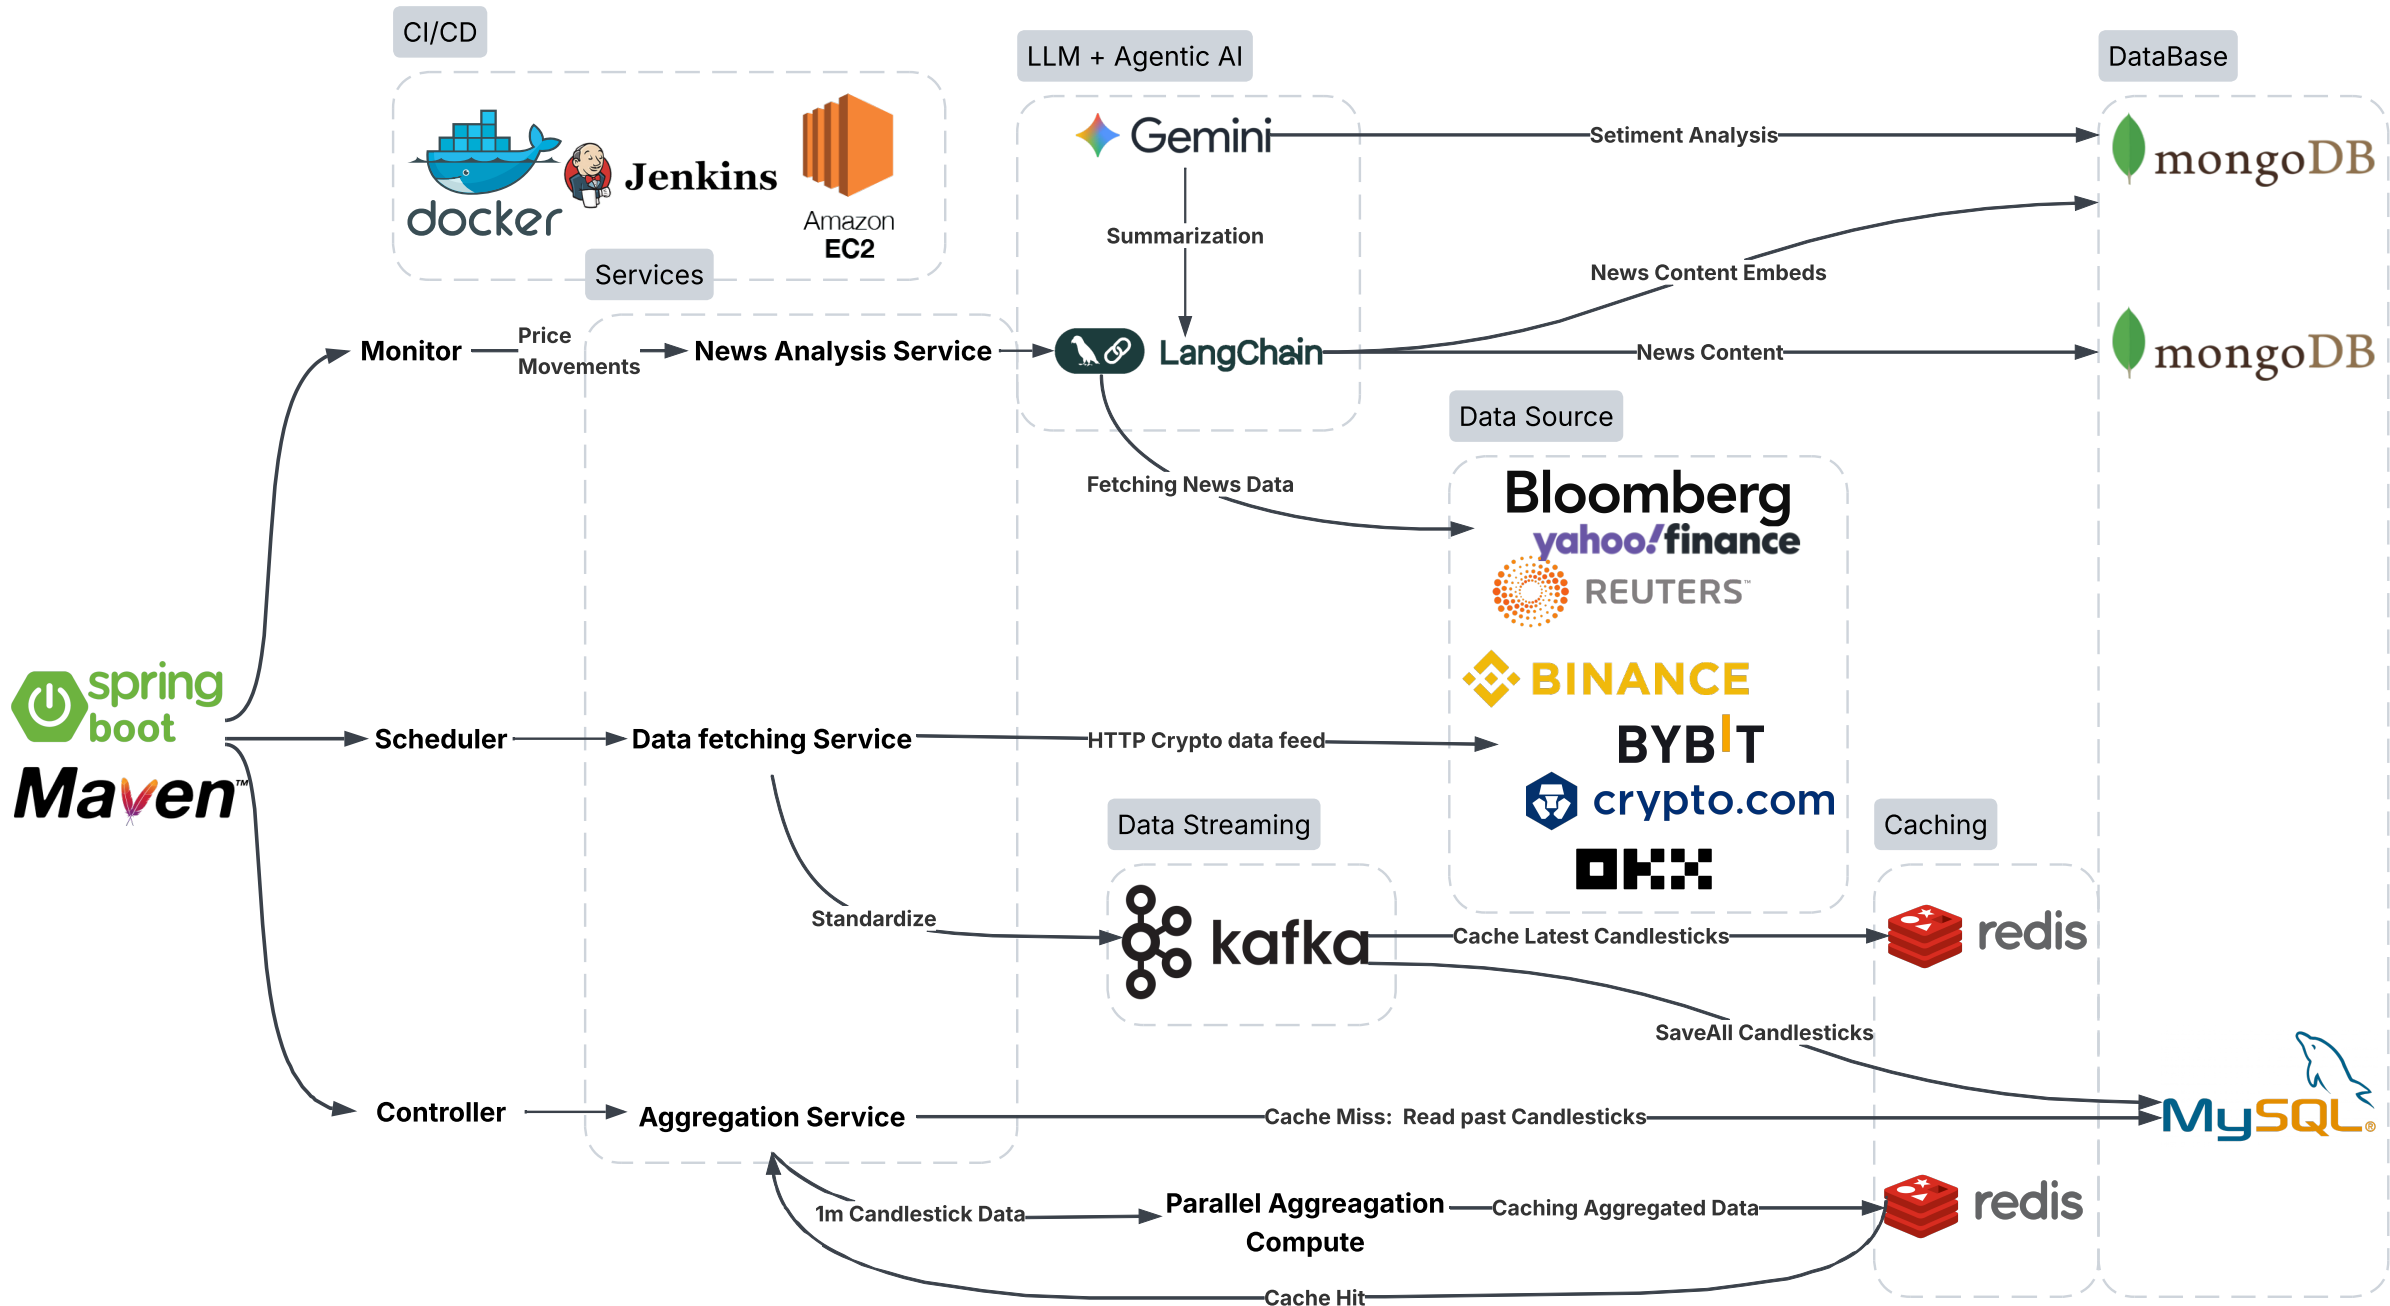 CI/CD
LLM + Agentic AI
DataBase
docker
Jenkins
Amazon
EC2
Gemini
Setiment Analysis
mongoDB
Summarization
News Content Embeds
Services
Monitor
Price
Movements
News Analysis Service
LangChain
News Content
mongoDB
Data Source
Fetching News Data
Bloomberg
yahoo!finance
REUTERS™
BINANCE
spring
boot
Maven™
Scheduler
Data fetching Service
HTTP Crypto data feed
BYBIT
crypto.com
OKX
Data Streaming
Caching
Standardize
kafka
Cache Latest Candlesticks
redis
SaveAll Candlesticks
Controller
Aggregation Service
Cache Miss:  Read past Candlesticks
MySQL®
1m Candlestick Data
Parallel Aggreagation
Compute
Caching Aggregated Data
redis
Cache Hit